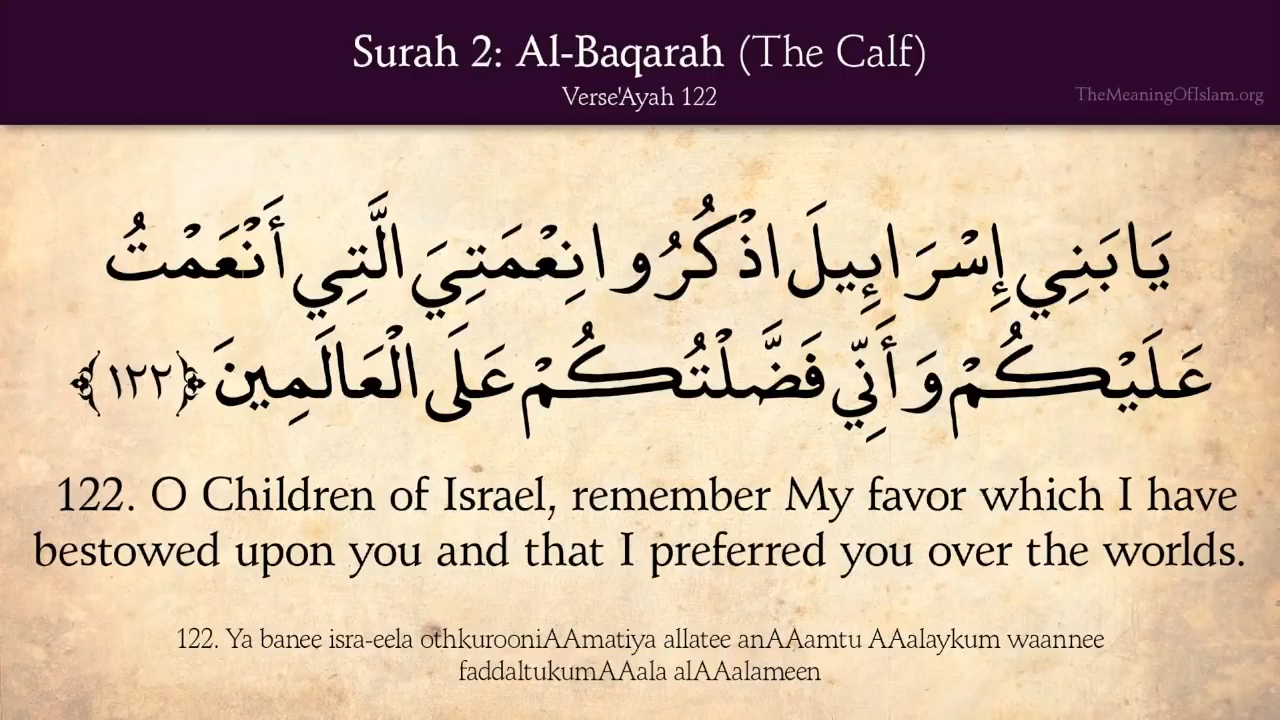 Surah 2: Al-Baqarah (The Calf)
Verse'Ayah 122
TheMeaningOfIslam.org
يَا بَنِي إِسْرَابِيلَ اذْكُرُوا نِعْمَتِيَ الَّتِي أَنْعَمْتُ
عَلَيْكُمْ وَأَنِّي فَضَّلْتُكُمْ عَلَى الْعَالَمِينَ ﴿١٢٢﴾
122. O Children of Israel, remember My favor which I have
bestowed upon you and that I preferred you over the worlds.
122. Ya banee isra-eela othkurooniAAmatiya allatee anAAamtu AAalaykum waannee
faddaltukumAAala alAAalameen